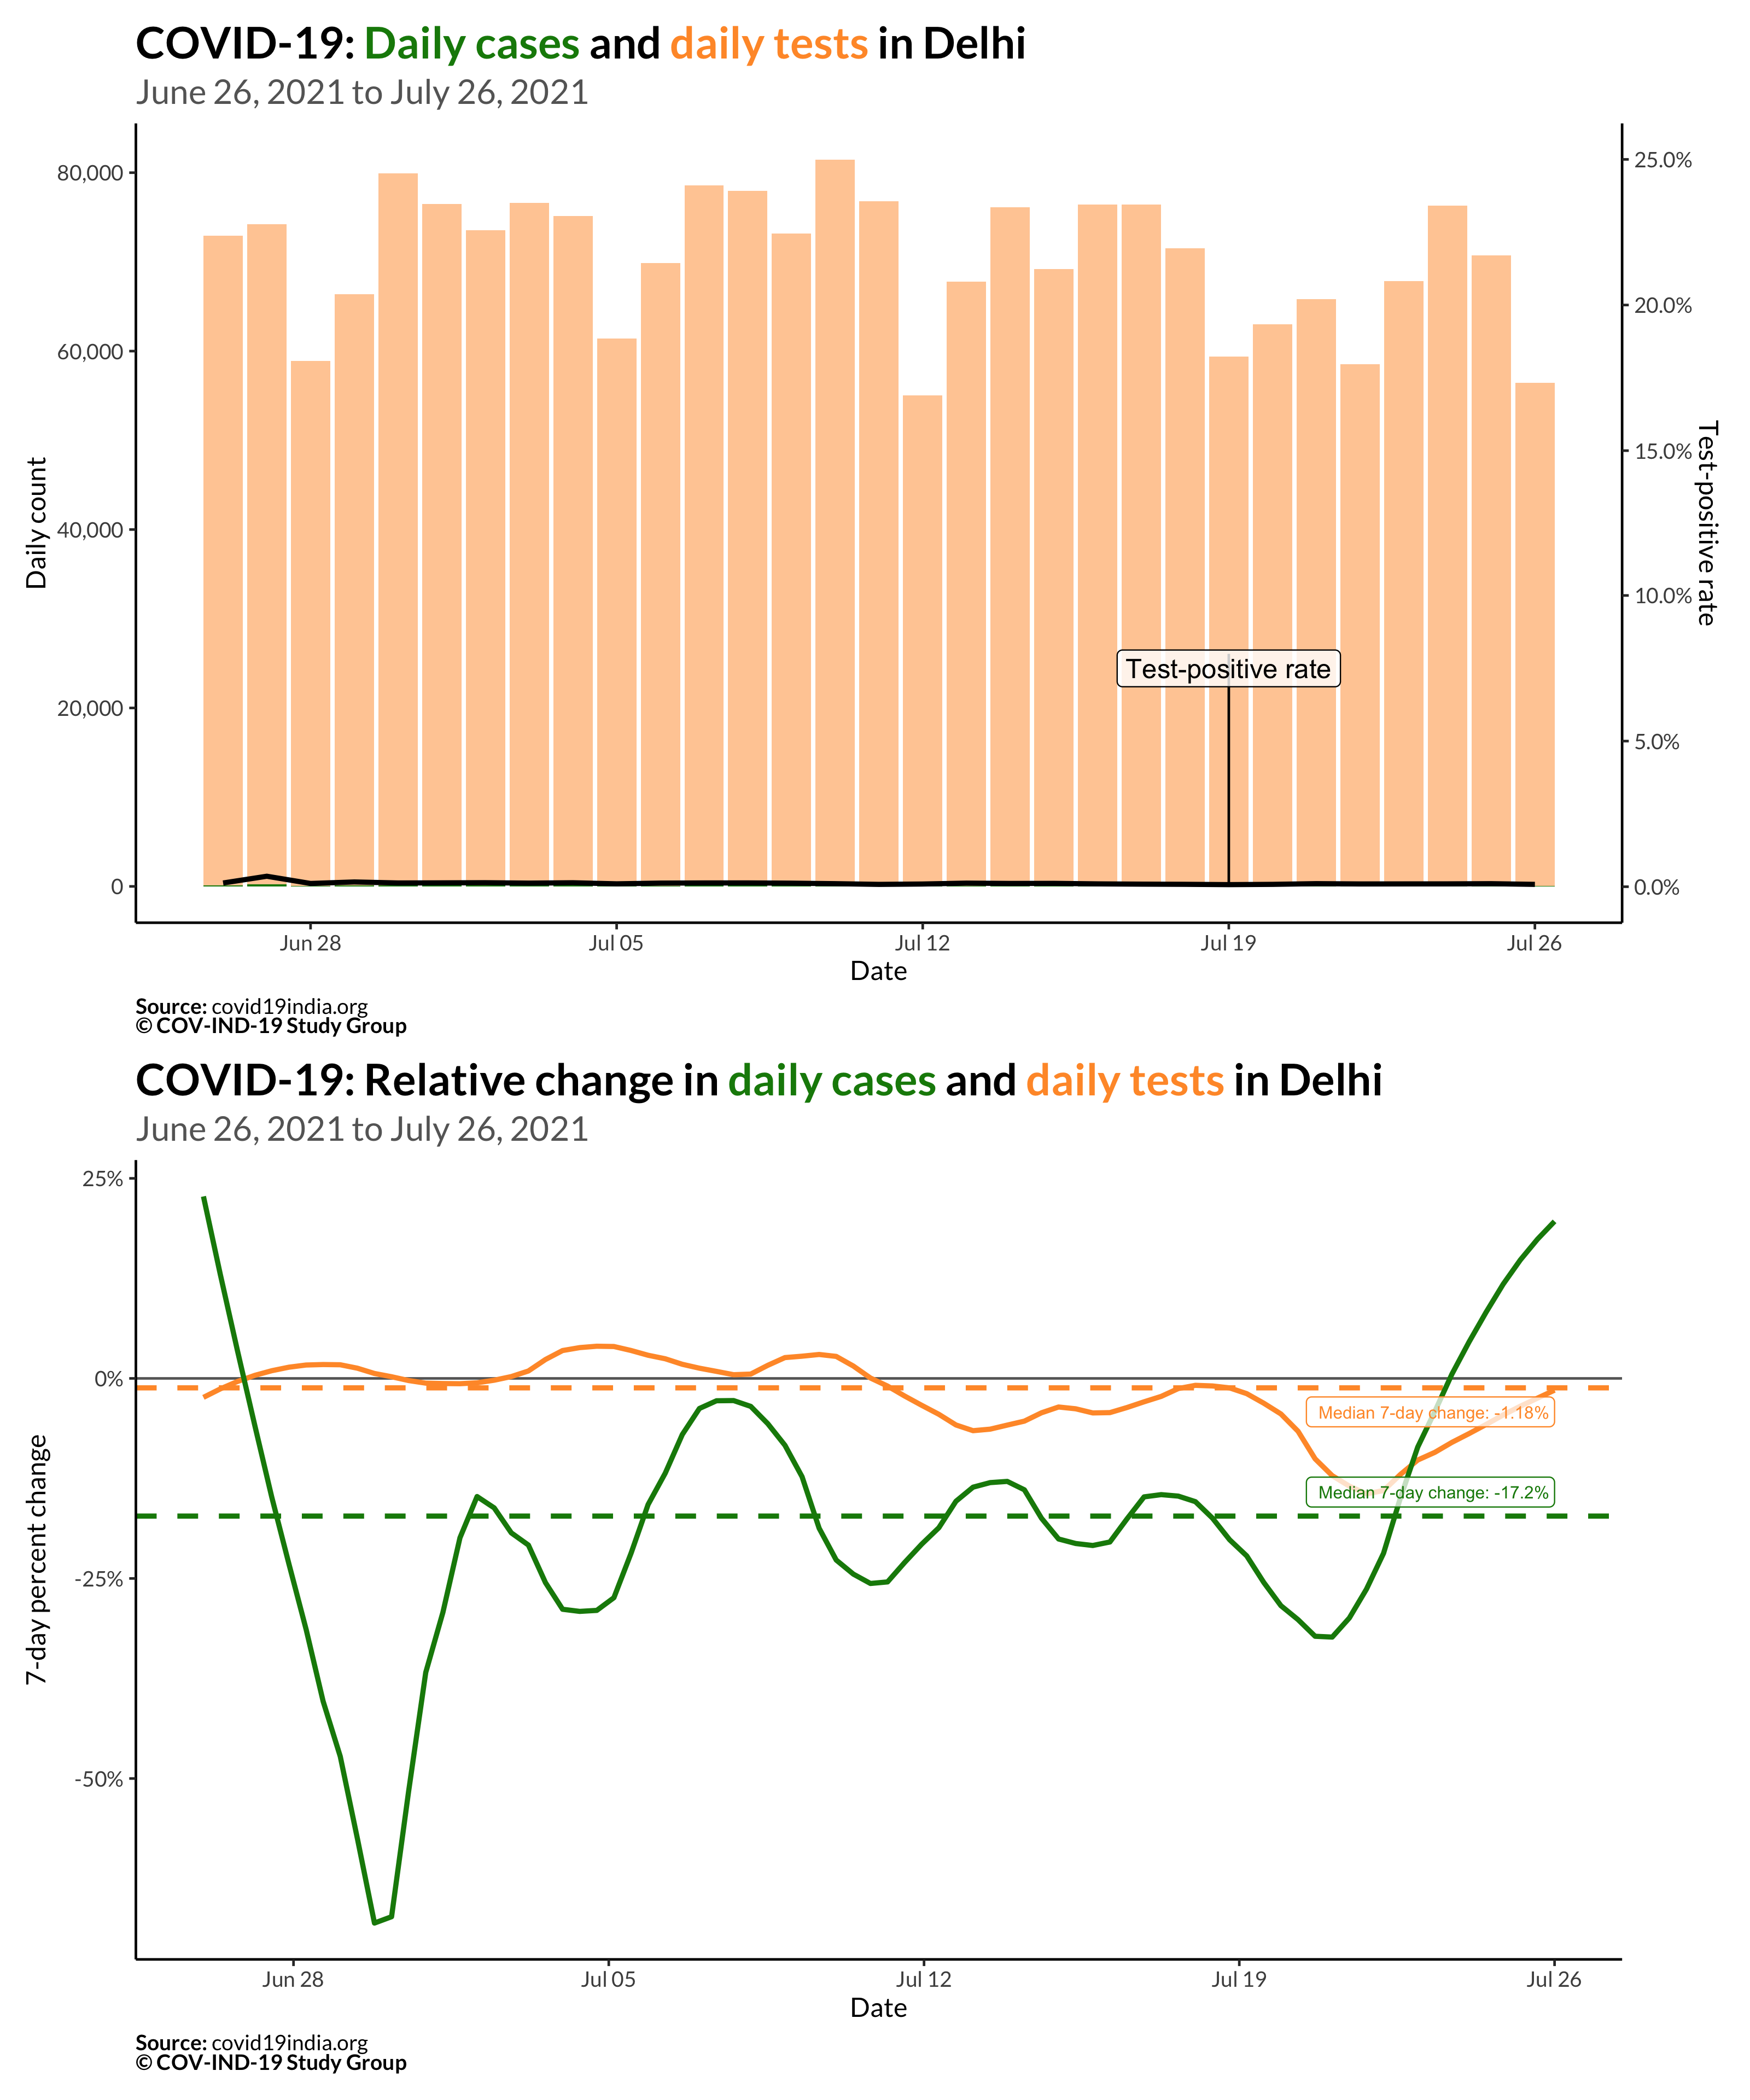 COVID-19: Daily cases and daily tests in Delhi
June 26, 2021 to July 26, 2021
Daily count
80,000
60,000
40,000
20,000
0
25.0%
20.0%
15.0%
10.0%
5.0%
0.0%
Test-positive rate
Test-positive rate
Jun 28
Jul 05
Jul 12
Jul 19
Jul 26
Date
Source: covid19india.org
© COV-IND-19 Study Group
COVID-19: Relative change in daily cases and daily tests in Delhi
June 26, 2021 to July 26, 2021
7-day percent change
25%
0%
-25%
-50%
Median 7-day change: -1.18%
Median 7-day change: -17.2%
Jun 28
Jul 05
Jul 12
Jul 19
Jul 26
Date
Source: covid19india.org
© COV-IND-19 Study Group